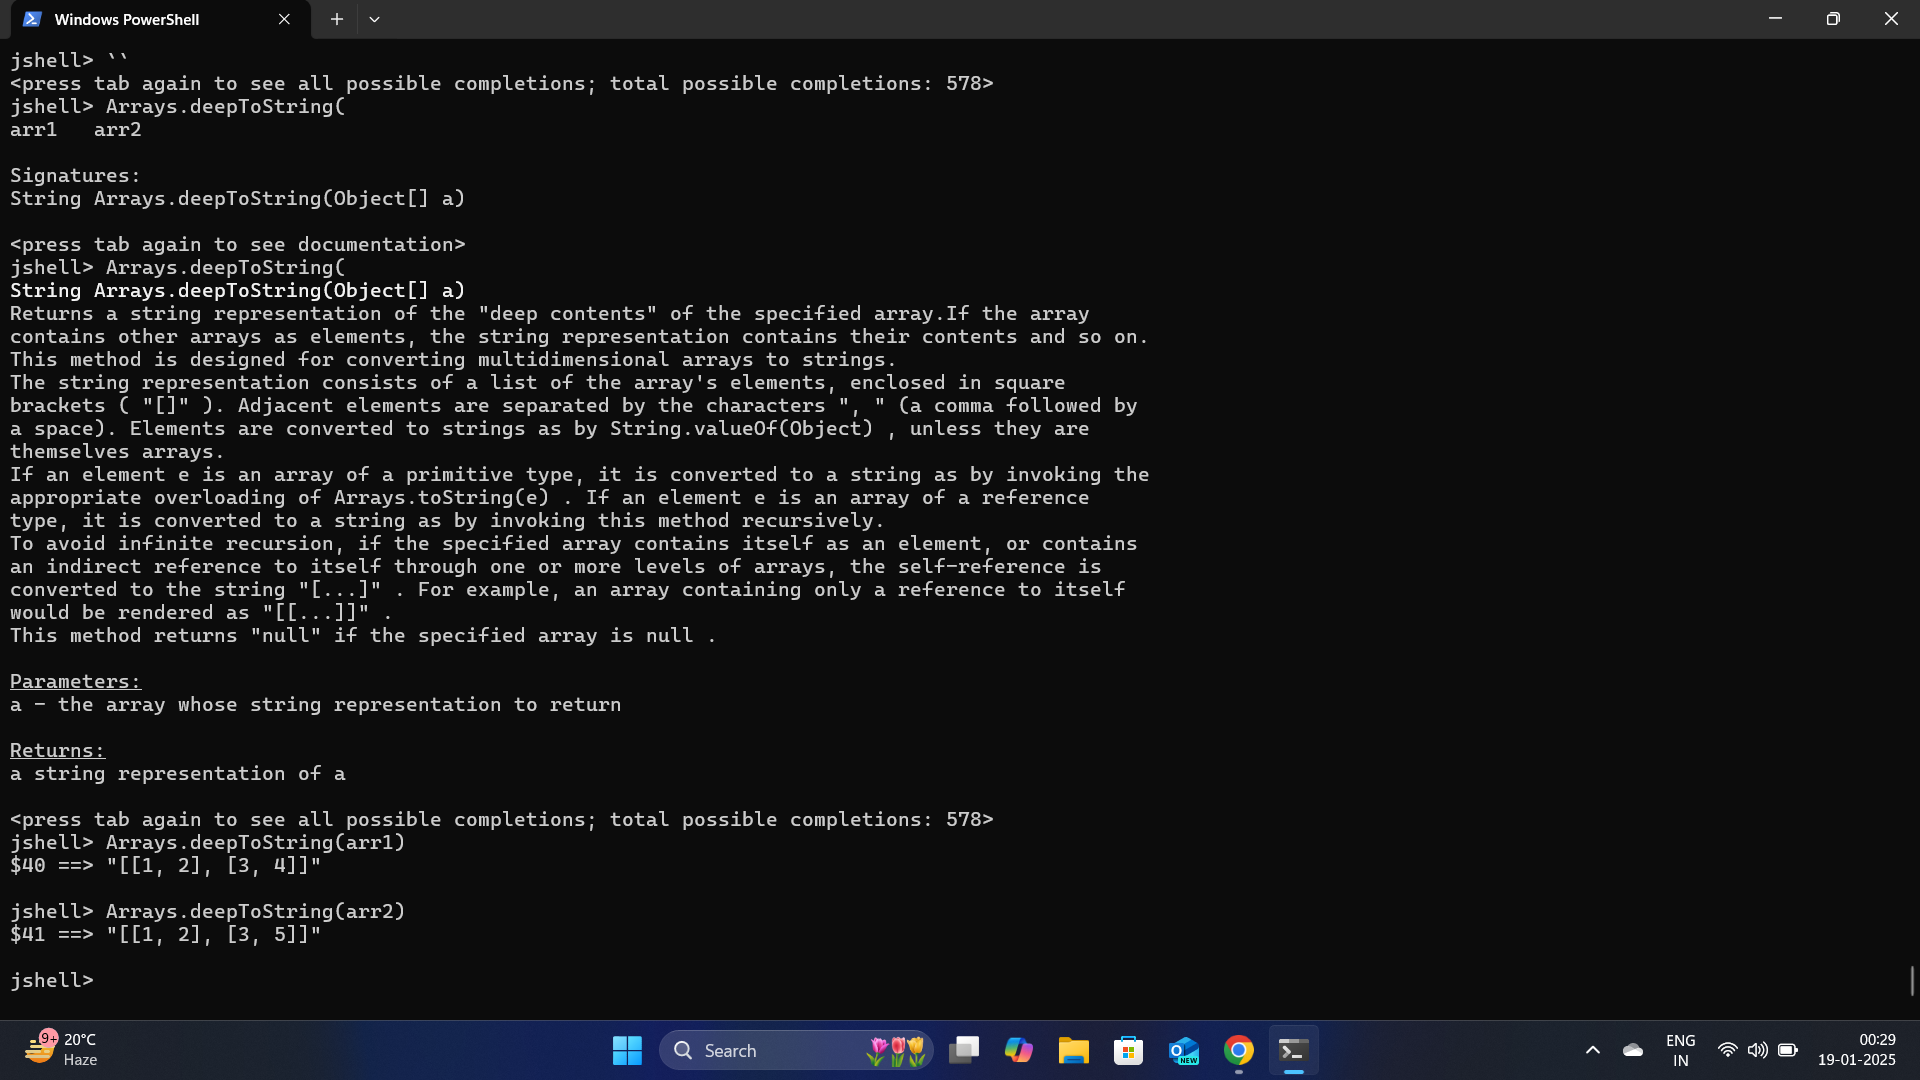 Windows PowerShell
jshell> ``
<press tab again to see all possible completions; total possible completions: 578>
jshell> Arrays.deepToString(
arr1   arr2
Signatures:
String Arrays.deepToString(Object[] a)
<press tab again to see documentation>
jshell> Arrays.deepToString(
String Arrays.deepToString(Object[] a)
Returns a string representation of the "deep contents" of the specified array.If the array
contains other arrays as elements, the string representation contains their contents and so on.
This method is designed for converting multidimensional arrays to strings.
The string representation consists of a list of the array's elements, enclosed in square
brackets ( "[]" ). Adjacent elements are separated by the characters ", " (a comma followed by
a space). Elements are converted to strings as by String.valueOf(Object) , unless they are
themselves arrays.
If an element e is an array of a primitive type, it is converted to a string as by invoking the
appropriate overloading of Arrays.toString(e) . If an element e is an array of a reference
type, it is converted to a string as by invoking this method recursively.
To avoid infinite recursion, if the specified array contains itself as an element, or contains
an indirect reference to itself through one or more levels of arrays, the self-reference is
converted to the string "[...]" . For example, an array containing only a reference to itself
would be rendered as "[[...]]" .
This method returns "null" if the specified array is null .
Parameters:
a - the array whose string representation to return
Returns:
a string representation of a
<press tab again to see all possible completions; total possible completions: 578>
jshell> Arrays.deepToString(arr1)
$40 ==> "[[1, 2], [3, 4]]"
jshell> Arrays.deepToString(arr2)
$41 ==> "[[1, 2], [3, 5]]"
jshell>
9+
20°C
Haze
Search
NEW
ENG
IN
00:29
19-01-2025